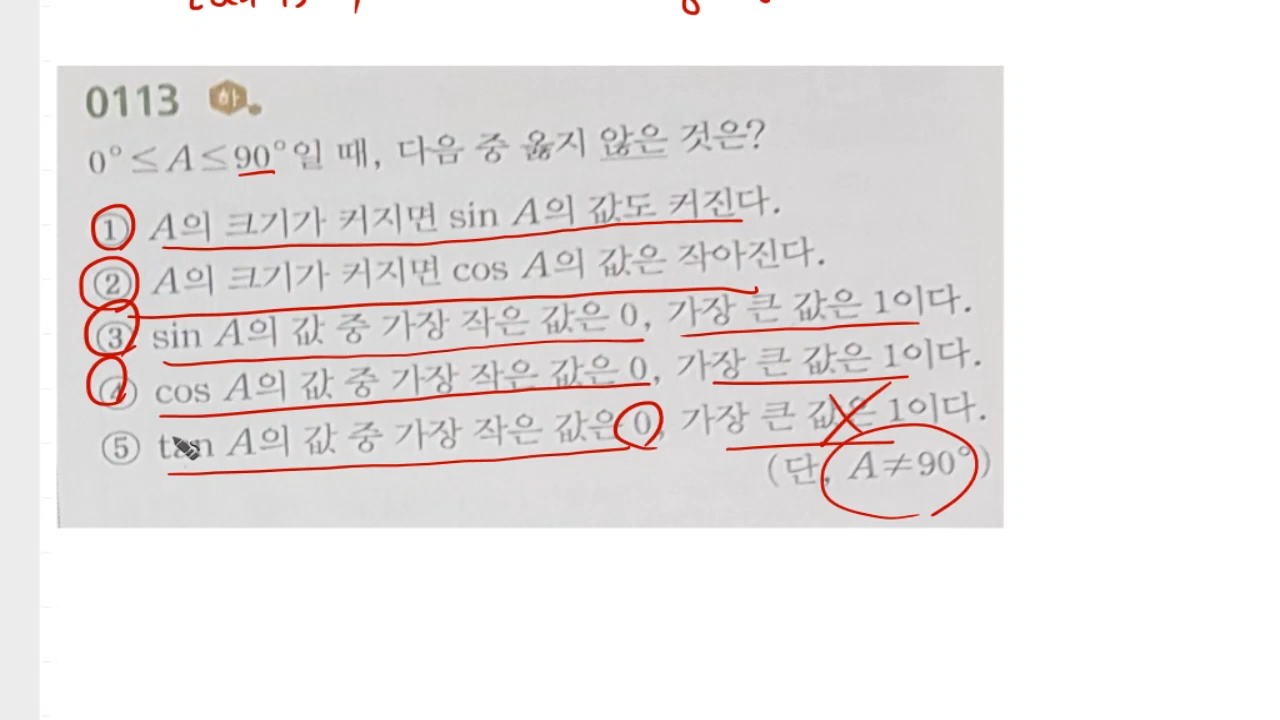 0113 하
0°≤A≤90°일 때, 다음 중 옳지 않은 것은?
① A의 크기가 커지면 sin A의 값도 커진다.
② A의 크기가 커지면 cos A의 값은 작아진다.
③ sin A의 값 중 가장 작은 값은 0, 가장 큰 값은 1이다.
④ cos A의 값 중 가장 작은 값은 0, 가장 큰 값은 1이다.
⑤ tan A의 값 중 가장 작은 값은 0, 가장 큰 값은 1이다.
(단, A≠90°)